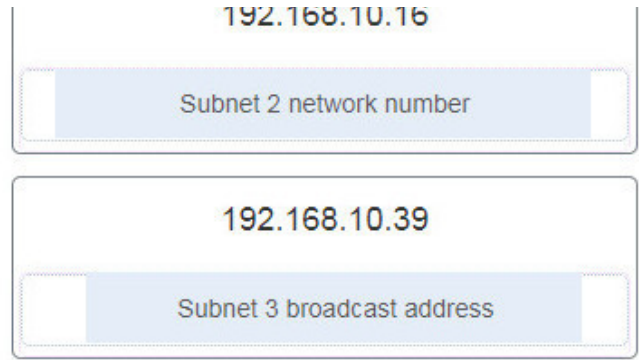 192.168.10.16
Subnet 2 network number
192.168.10.39
Subnet 3 broadcast address